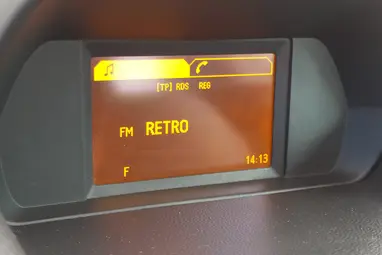 [TP] RDS REG
FM RETRO
F 14:13